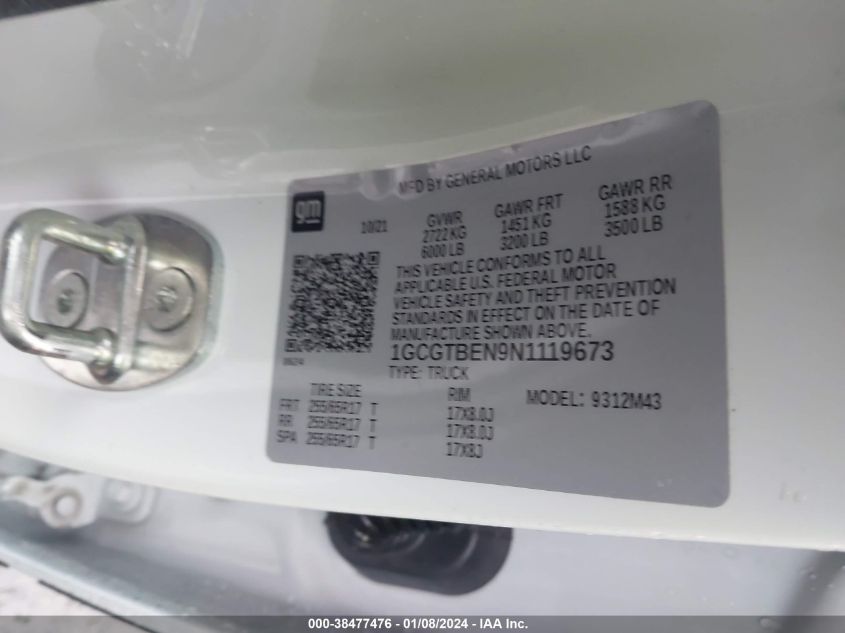 MFD BY GENERAL MOTORS LLC
gm
10/21
GVWR GAWR FRT GAWR RR
2722 KG 1451 KG 1588 KG
6000 LB 3200 LB 3500 LB
THIS VEHICLE CONFORMS TO ALL
APPLICABLE U.S. FEDERAL MOTOR
VEHICLE SAFETY AND THEFT PREVENTION
STANDARDS IN EFFECT ON THE DATE OF
MANUFACTURE SHOWN ABOVE.
1GCGTBEN9N1119673
TYPE: TRUCK
TIRE SIZE RIM MODEL: 9312M43
FRT 255/65R17 T 17X8.0J
RR 255/65R17 T 17X8.0J
SPA 255/65R17 T 17X8J
000-38477476 - 01/08/2024 - IAA Inc.